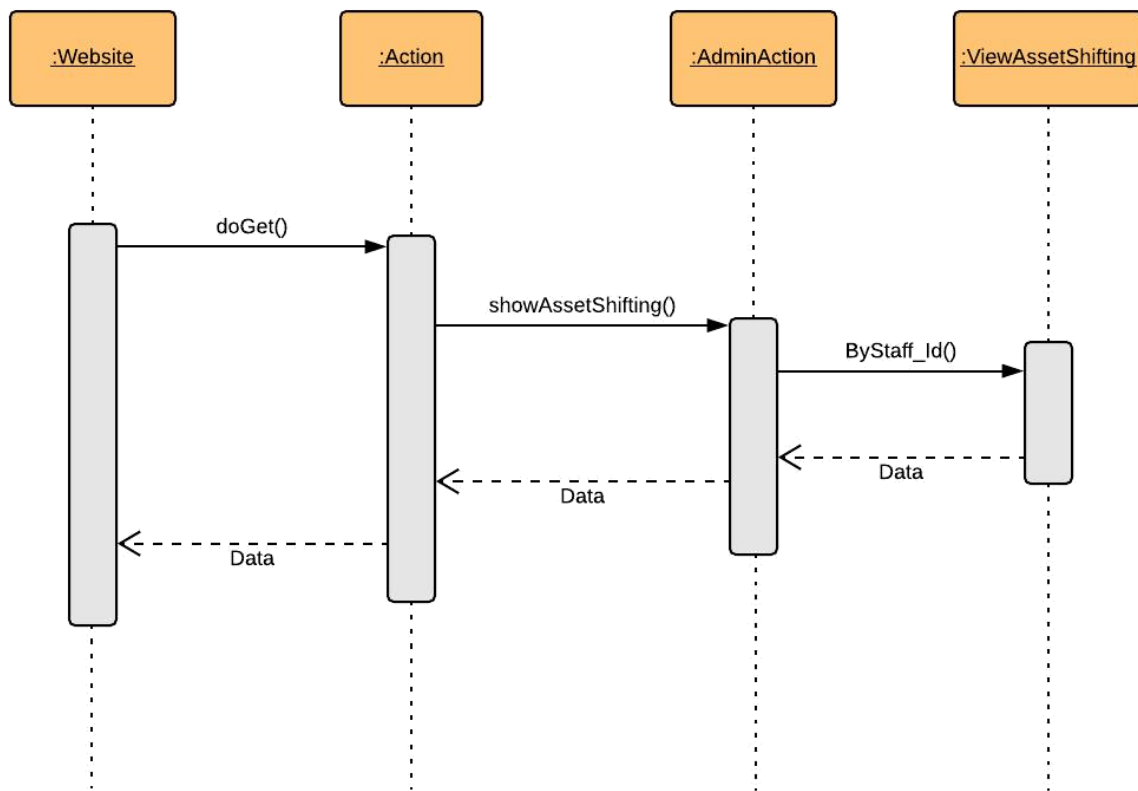 :Website
:Action
:AdminAction
:ViewAssetShifting
doGet()
showAssetShifting()
ByStaff_Id()
Data
Data
Data